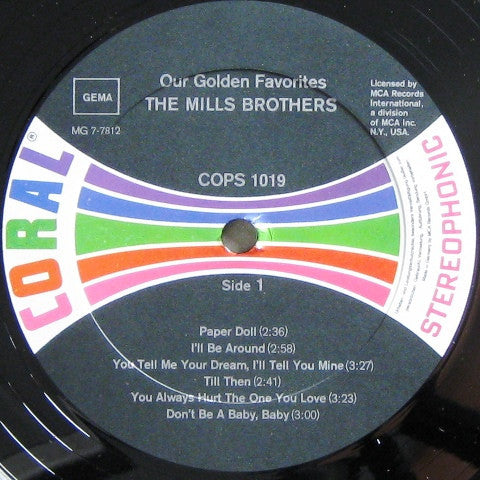 Our Golden Favorites
THE MILLS BROTHERS
GEMA
MG 7-7812
Licensed by
MCA Records
International,
a division
of MCA Inc.
N.Y., USA.
CORAL®
STEREOPHONIC
COPS 1019
Side 1
Paper Doll (2:36)
I'll Be Around (2:58)
You Tell Me Your Dream, I'll Tell You Mine (3:27)
Till Then (2:41)
You Always Hurt The One You Love (3:23)
Don't Be A Baby, Baby (3:00)